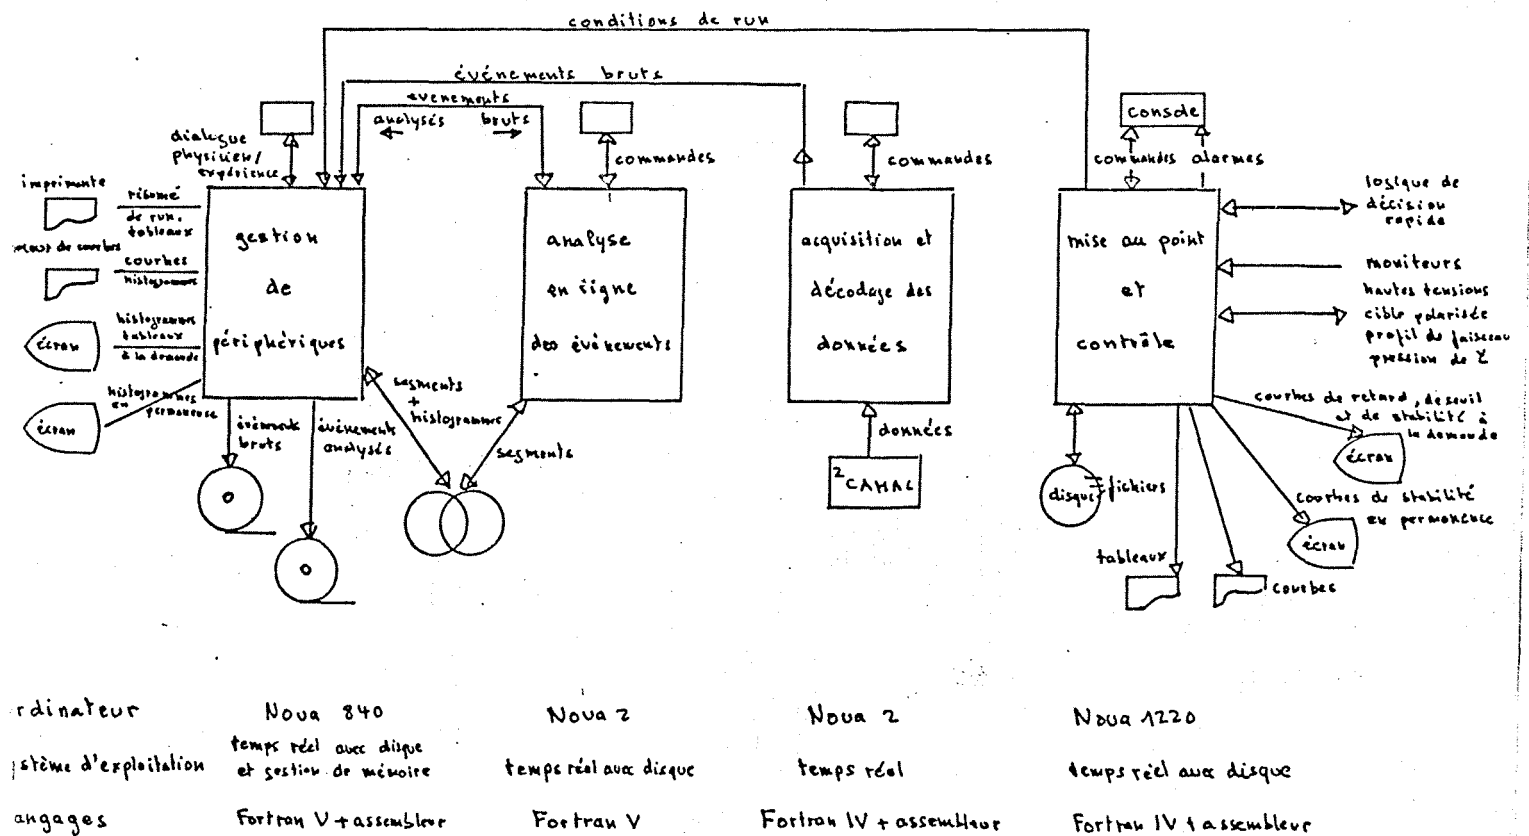 conditions de run
événements bruts
evenements
analysés bruts
dialogue
physicien/
expérience
commandes
commandes
console
commandes alarmes
imprimante
résumé
de run.
tableaux
courbes
histogrammes
histogrammes
tableaux
à la demande
écran
histogrammes
en permanence
écran
gestion
de
périphériques
analyse
en ligne
des événements
acquisition et
décodage des
données
mise au point
et
contrôle
logique de
décision
rapide
moniteurs
hautes tensions
cible polarisée
profil de faisceau
pression de
événements
bruts
événements
analysés
segments
+
histogrammes
segments
données
2 CAMAC
disque
fichiers
courbes de retard, de seuil
et de stabilité à
la demande
écran
courbes de stabilité
en permanence
écran
tableaux
courbes
rdinateur Nova 840 Nova 2 Nova 2 Nova 1220
stème d'exploitation temps réel avec disque
et gestion de mémoire temps réel avec disque temps réel temps réel avec disque
angages Fortran V + assembleur Fortran V Fortran IV + assembleur Fortran IV + assembleur